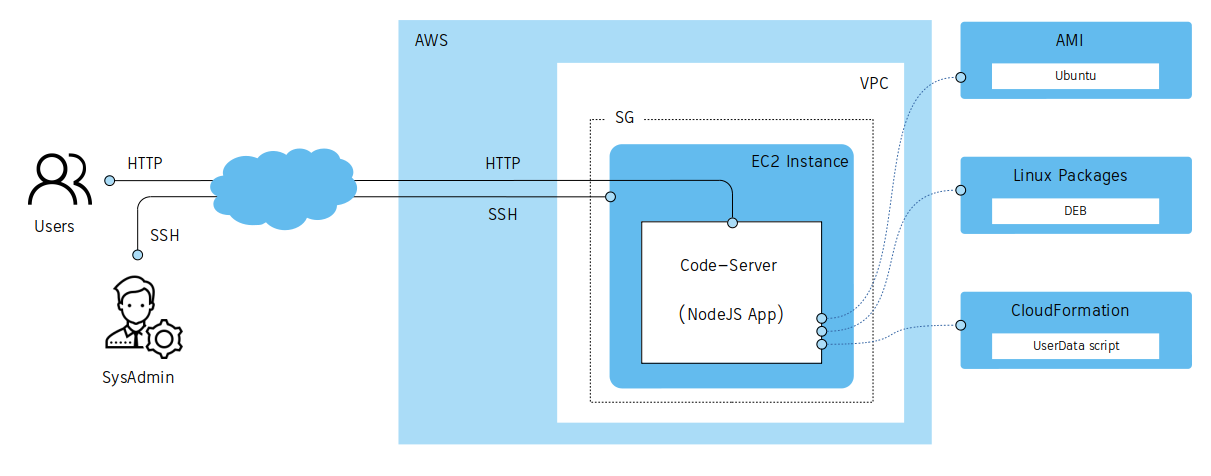 AWS
AMI
Ubuntu
VPC
SG
EC2 Instance
HTTP
HTTP
Users
SSH
SSH
SysAdmin
Code-Server
(NodeJS App)
Linux Packages
DEB
CloudFormation
UserData script